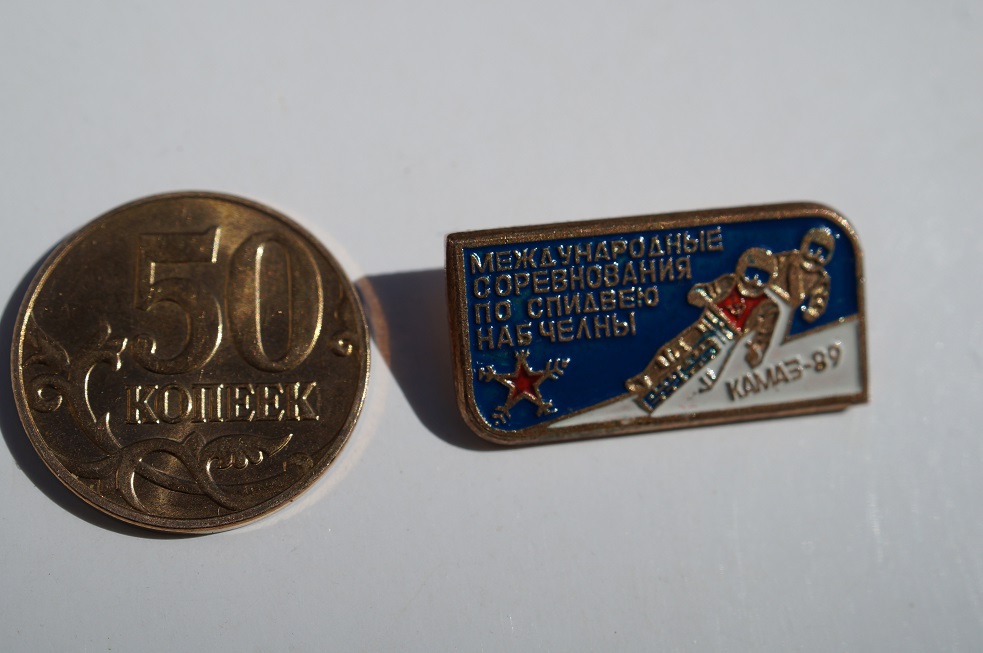 50
КОПЕЕК
МЕЖДУНАРОДНЫЕ
СОРЕВНОВАНИЯ
ПО СПИДВЕЮ
НАБ ЧЕЛНЫ
КАМАЗ-89